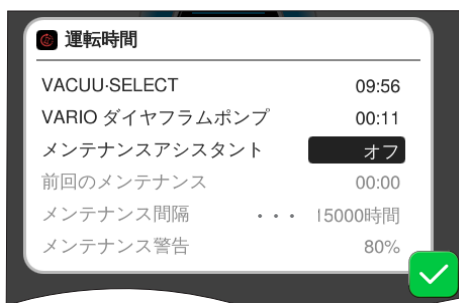 運転時間
VACUU·SELECT 09:56
VARIO ダイヤフラムポンプ 00:11
メンテナンスアシスタント オフ
前回のメンテナンス 00:00
メンテナンス間隔 ・・・ 15000時間
メンテナンス警告 80%